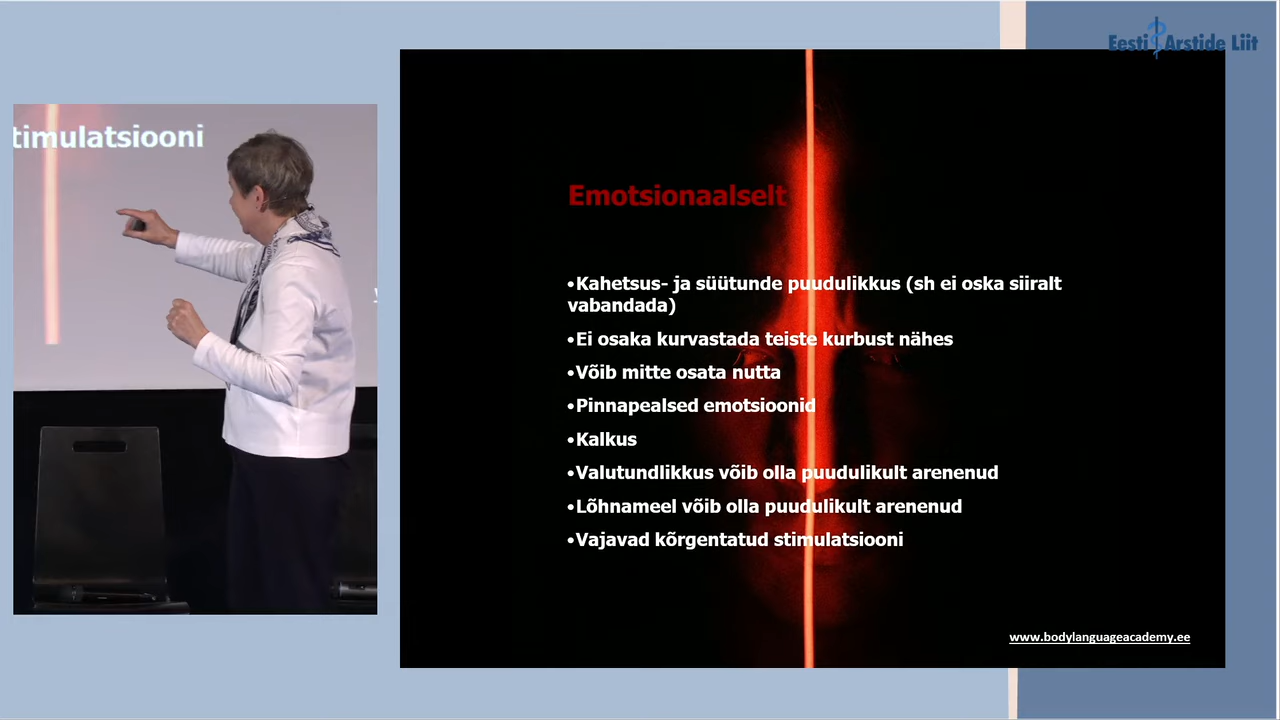 Eesti Arstide Liit
timulatsiooni
Emotsionaalselt
•Kahetsus- ja süütunde puudulikkus (sh ei oska siiralt
vabandada)
•Ei osaka kurvastada teiste kurbust nähes
•Võib mitte osata nutta
•Pinnapealsed emotsioonid
•Kalkus
•Valutundlikkus võib olla puudulikult arenenud
•Lõhnameel võib olla puudulikult arenenud
•Vajavad kõrgentatud stimulatsiooni
www.bodylanguageacademy.ee